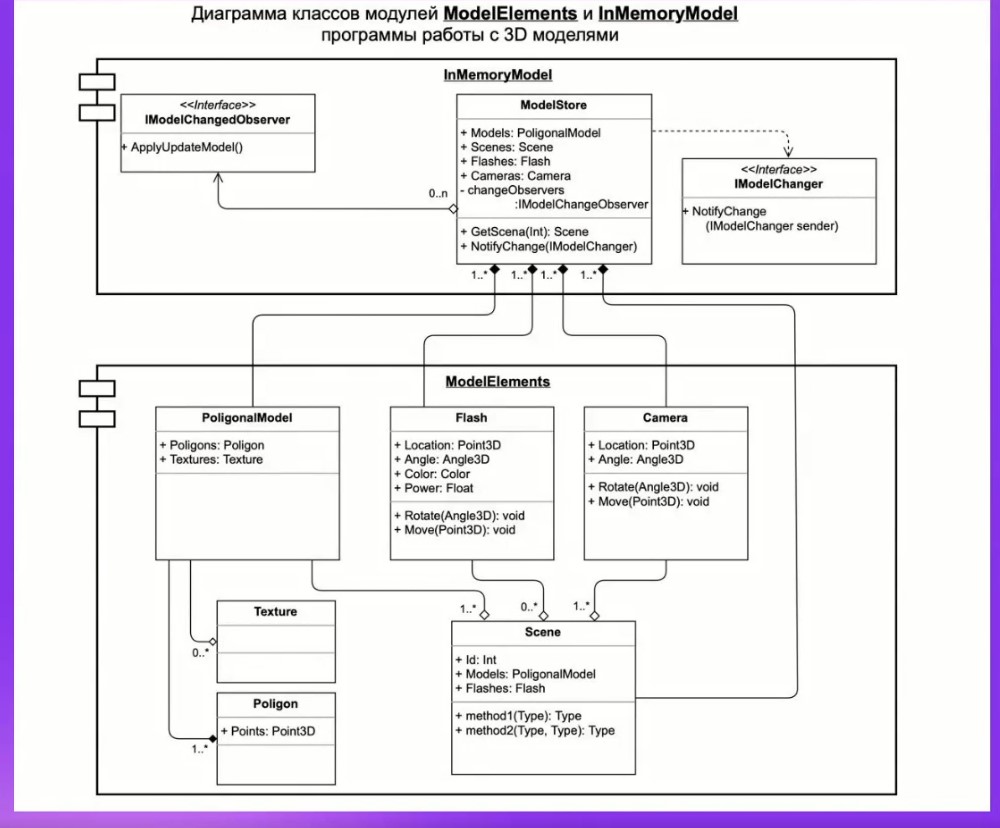 Диаграмма классов модулей ModelElements и InMemoryModel
программы работы с 3D моделями
InMemoryModel
<<Interface>>
IModelChangedObserver
+ ApplyUpdateModel()
ModelStore
+ Models: PoligonalModel
+ Scenes: Scene
+ Flashes: Flash
+ Cameras: Camera
- changeObservers
:IModelChangeObserver
+ GetScena(Int): Scene
+ NotifyChange(IModelChanger)
<<Interface>>
IModelChanger
+ NotifyChange
(IModelChanger sender)
0..n
1..*
1..*
1..*
1..*
ModelElements
PoligonalModel
+ Poligons: Poligon
+ Textures: Texture
Flash
+ Location: Point3D
+ Angle: Angle3D
+ Color: Color
+ Power: Float
+ Rotate(Angle3D): void
+ Move(Point3D): void
Camera
+ Location: Point3D
+ Angle: Angle3D
+ Rotate(Angle3D): void
+ Move(Point3D): void
Texture
0..*
Poligon
+ Points: Point3D
1..*
1..*
0..*
1..*
Scene
+ Id: Int
+ Models: PoligonalModel
+ Flashes: Flash
+ method1(Type): Type
+ method2(Type, Type): Type